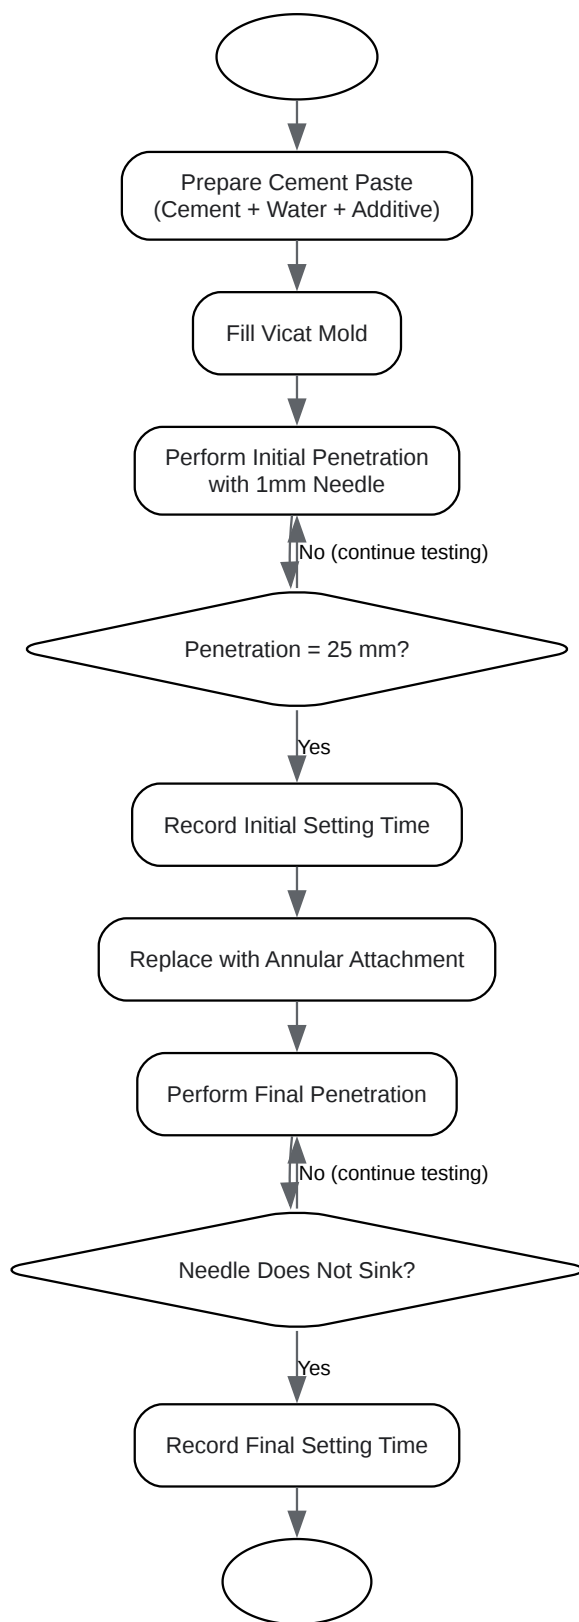 Prepare Cement Paste
(Cement + Water + Additive)
Fill Vicat Mold
Perform Initial Penetration
with 1mm Needle
No (continue testing)
Penetration = 25 mm?
Yes
Record Initial Setting Time
Replace with Annular Attachment
Perform Final Penetration
No (continue testing)
Needle Does Not Sink?
Yes
Record Final Setting Time